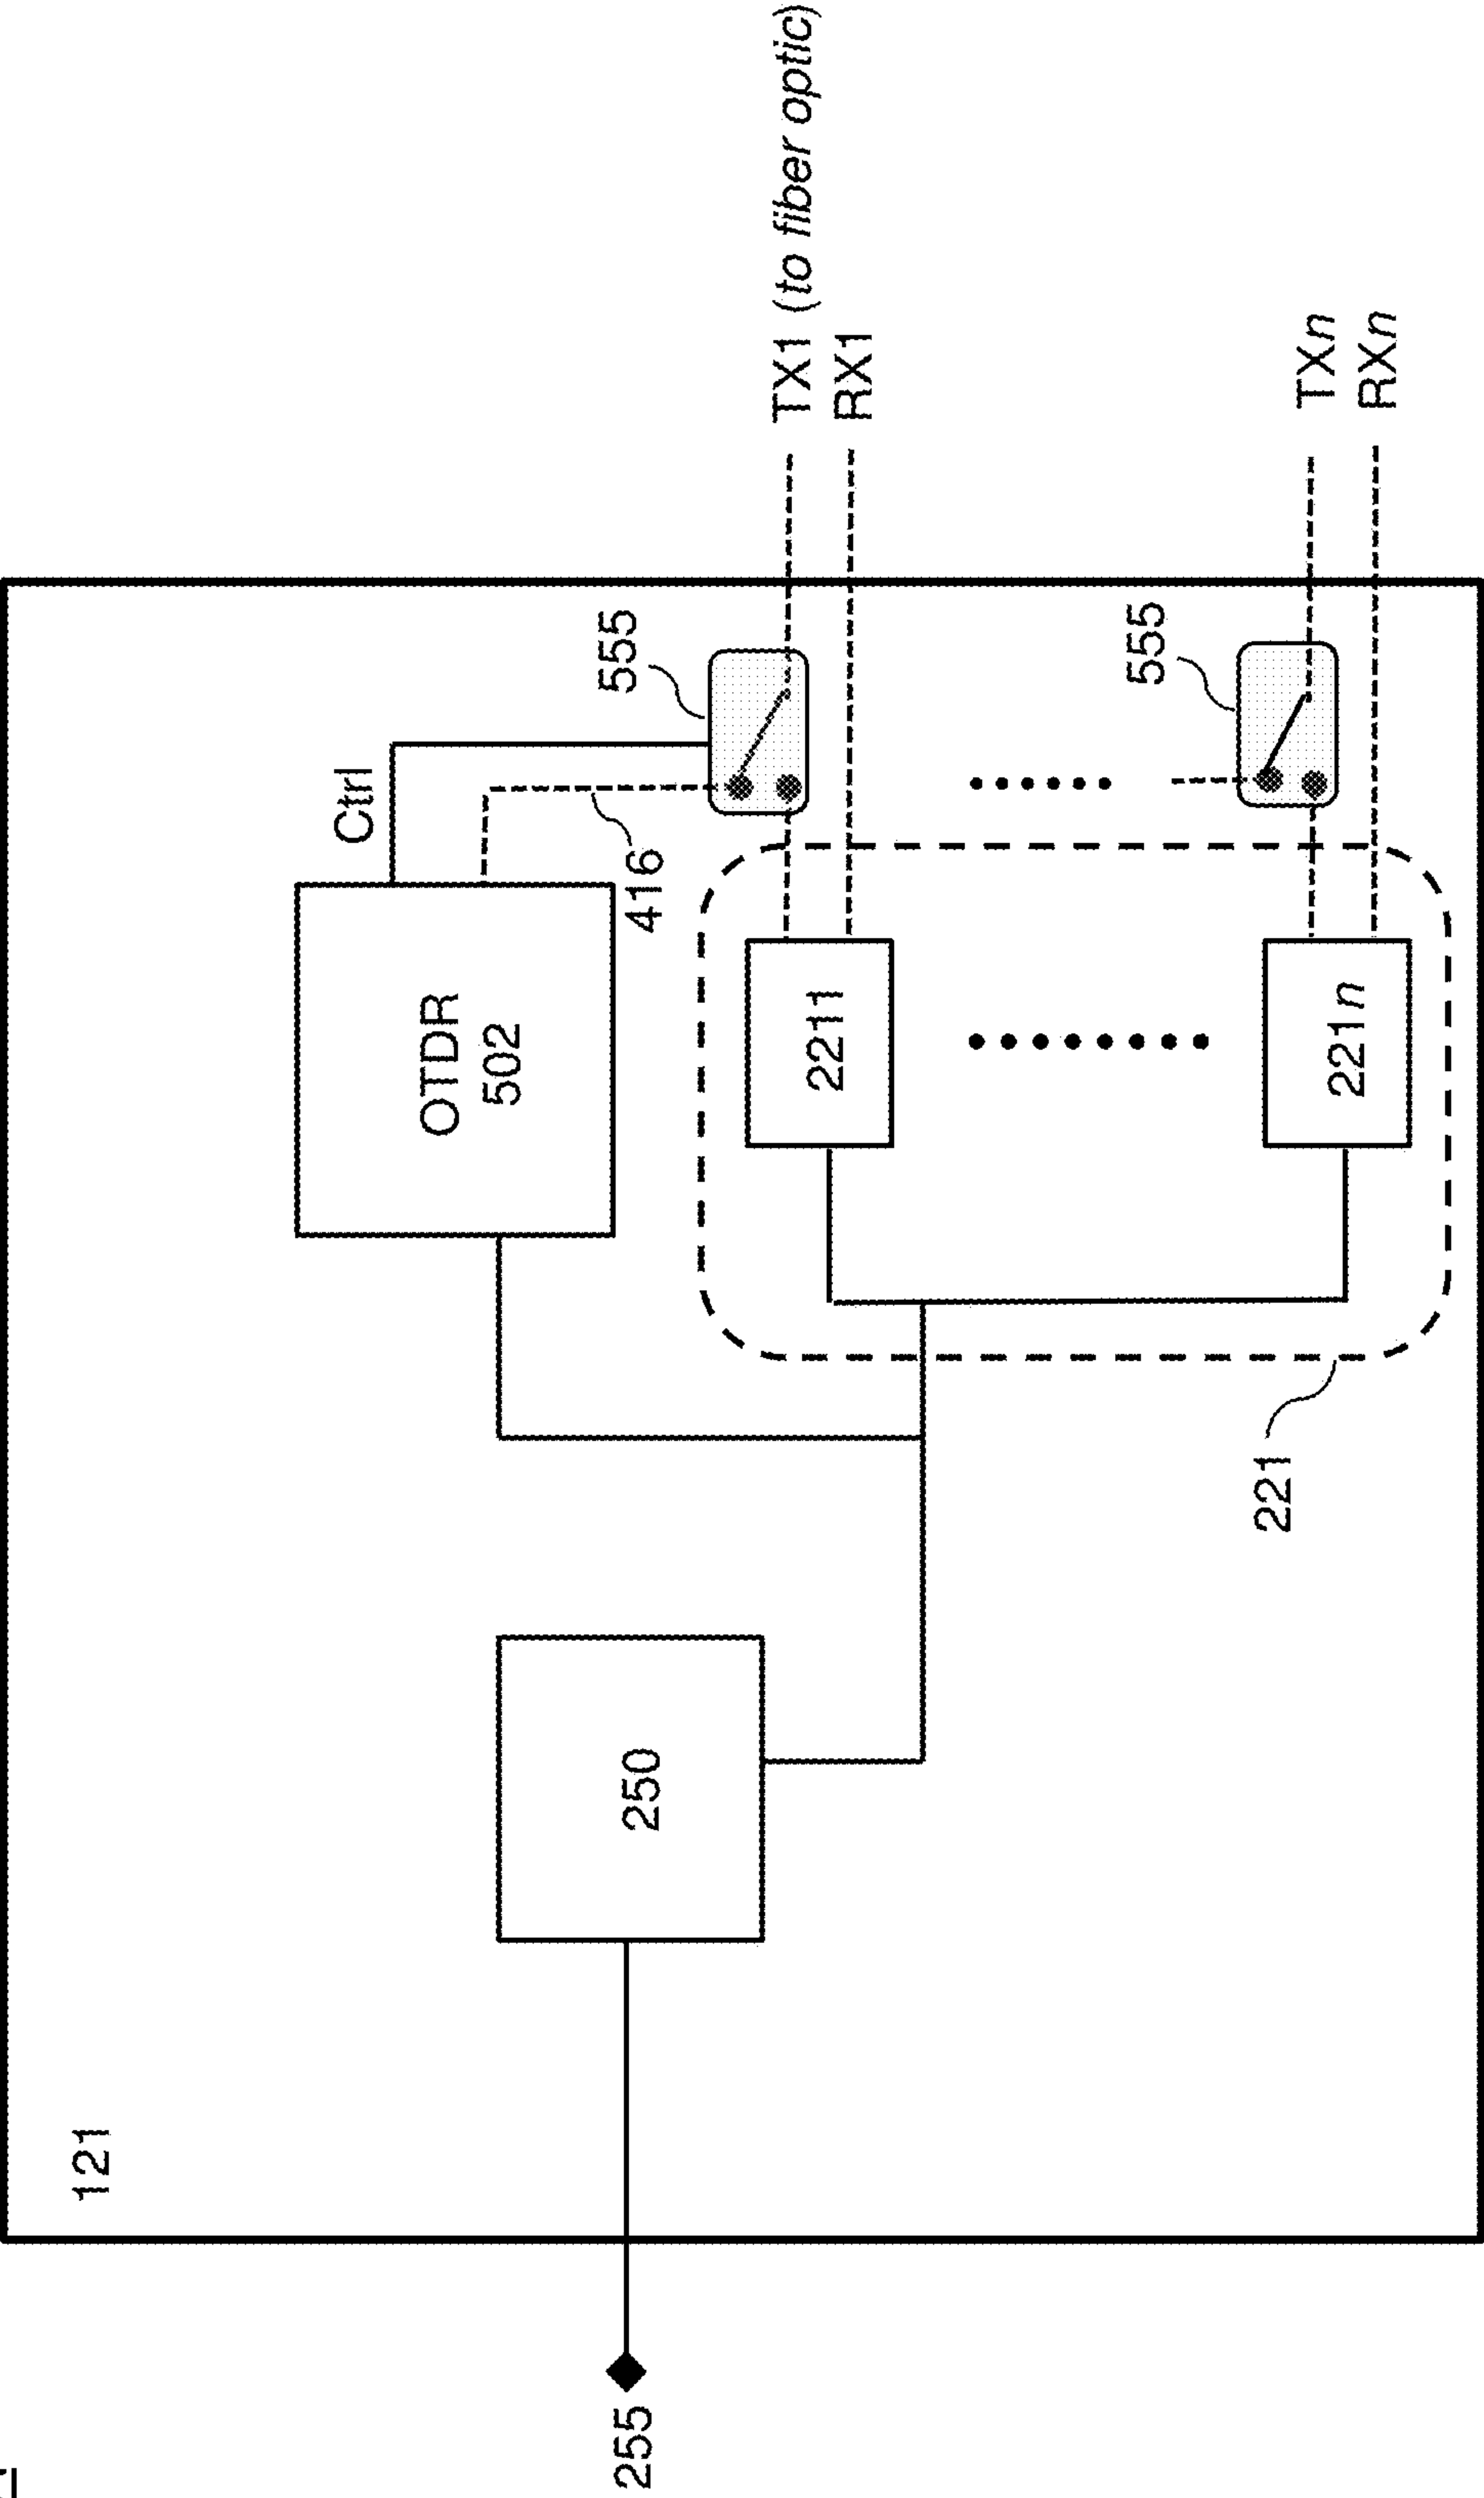 121
Ctrl
OTDR
502
416
555
TX1 (to fiber optic)
RX1
2211
250
255
555
221n
TXn
RXn
221